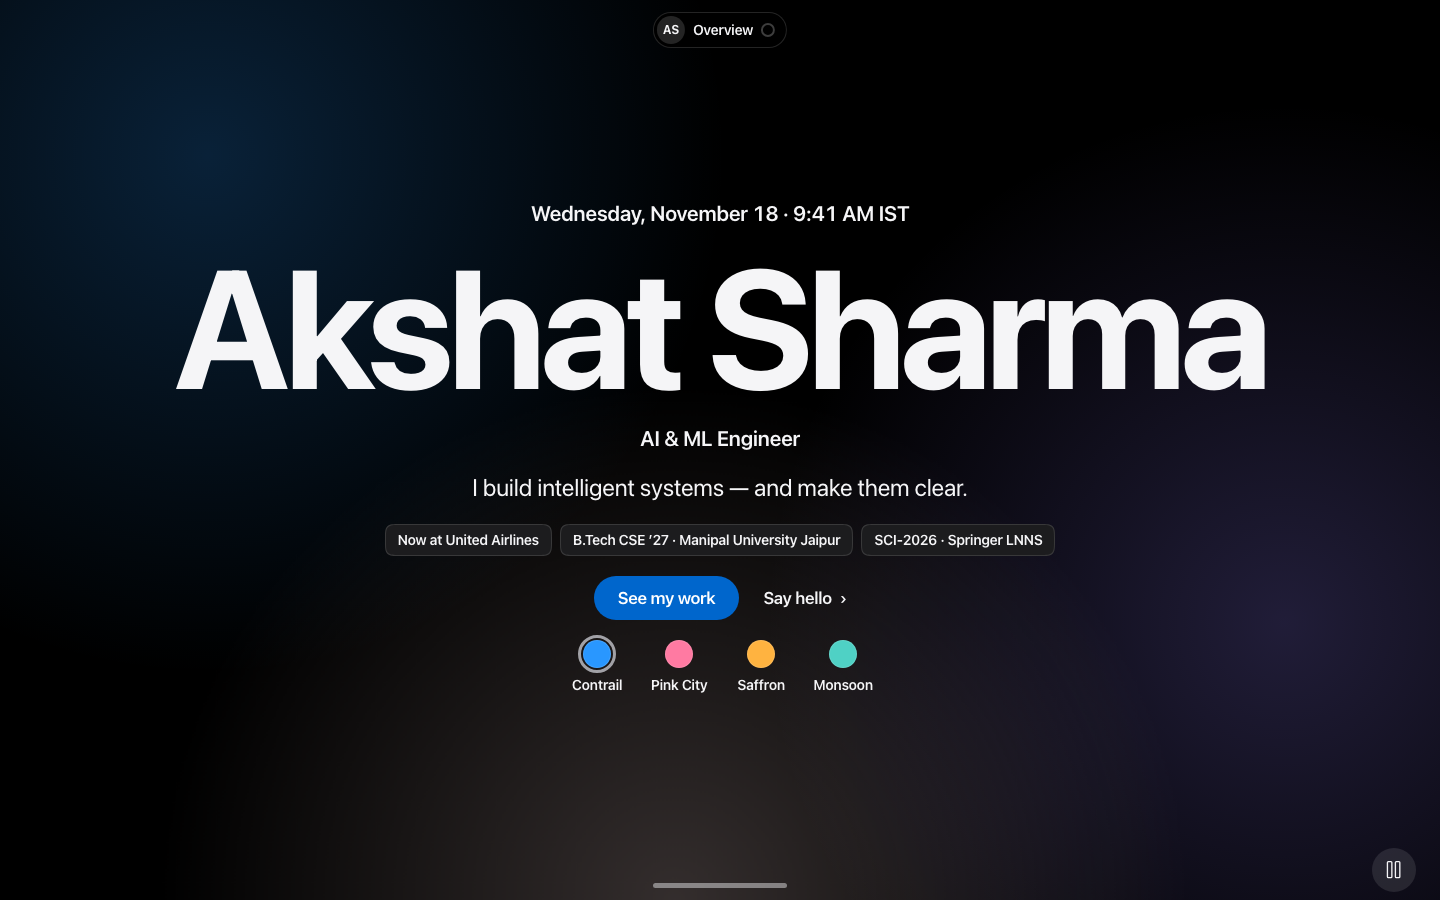 AS Overview
Wednesday, November 18 · 9:41 AM IST
Akshat Sharma
AI & ML Engineer
I build intelligent systems — and make them clear.
Now at United Airlines
B.Tech CSE ’27 · Manipal University Jaipur
SCI-2026 · Springer LNNS
See my work
Say hello ›
Contrail
Pink City
Saffron
Monsoon